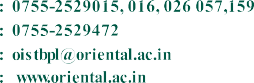 : 0755-2529015, 016, 026 057,159
: 0755-2529472
: oistbpl@oriental.ac.in
: www.oriental.ac.in